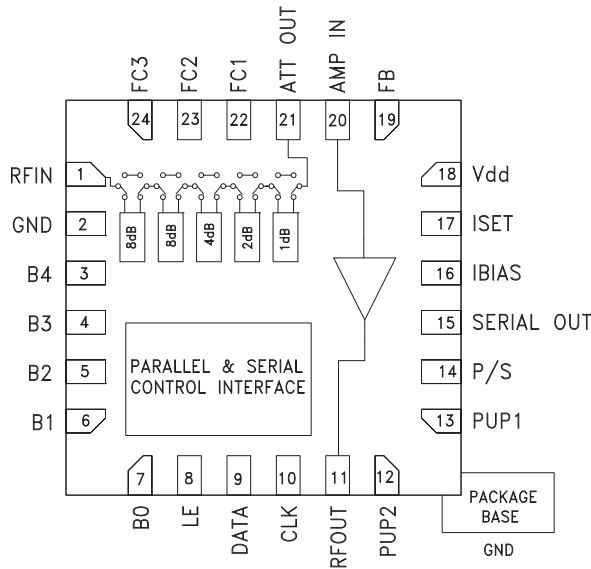 FC3
FC2
FC1
ATT OUT
AMP IN
FB
24
23
22
21
20
19
RFIN
1
GND
2
B4
3
B3
4
B2
5
B1
6
8dB
8dB
4dB
2dB
1dB
18
Vdd
17
ISET
16
IBIAS
15
SERIAL OUT
14
P/S
13
PUP1
PARALLEL & SERIAL
CONTROL INTERFACE
7
8
9
10
11
12
B0
LE
DATA
CLK
RFOUT
PUP2
PACKAGE
BASE
GND